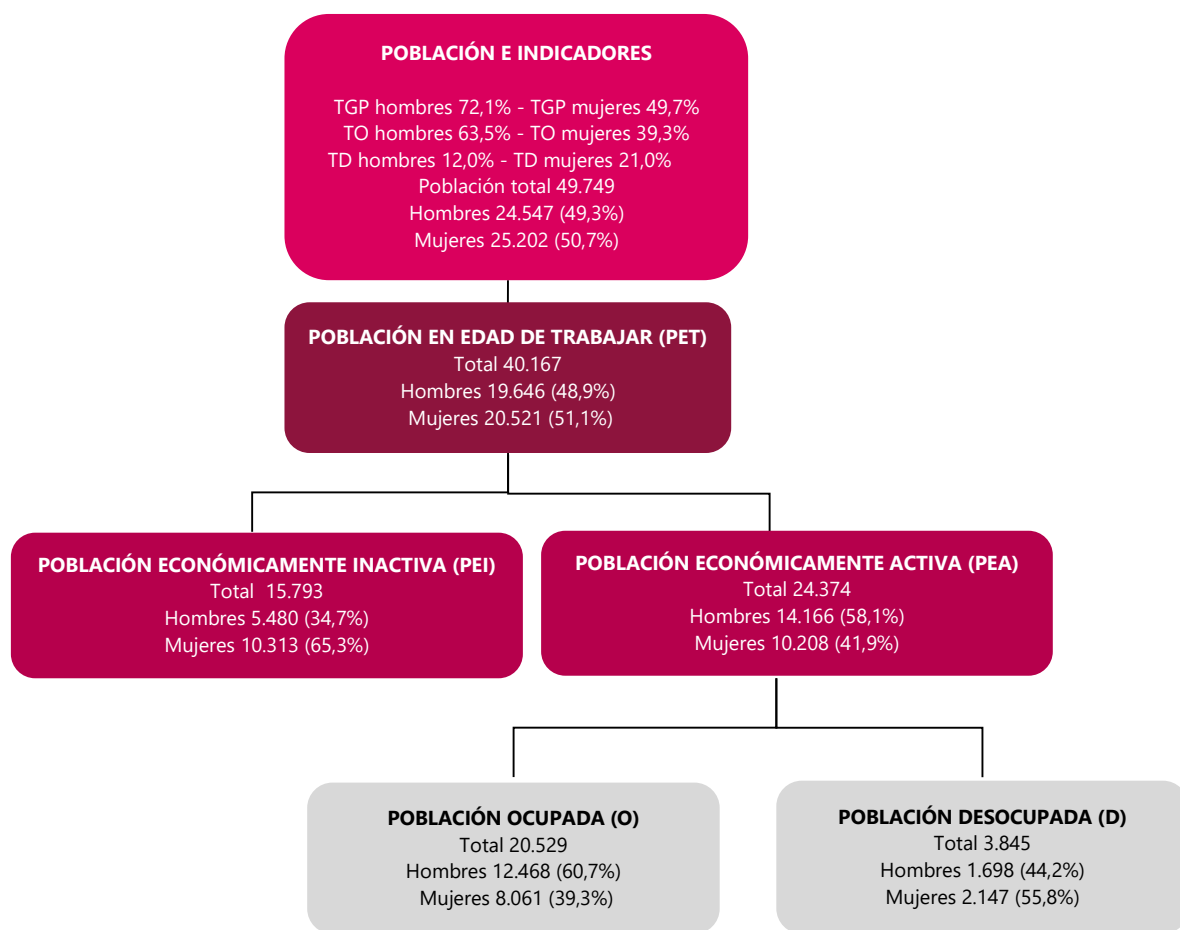 POBLACIÓN E INDICADORES
TGP hombres 72,1% - TGP mujeres 49,7%
TO hombres 63,5% - TO mujeres 39,3%
TD hombres 12,0% - TD mujeres 21,0%
Población total 49.749
Hombres 24.547 (49,3%)
Mujeres 25.202 (50,7%)
POBLACIÓN EN EDAD DE TRABAJAR (PET)
Total 40.167
Hombres 19.646 (48,9%)
Mujeres 20.521 (51,1%)
POBLACIÓN ECONÓMICAMENTE INACTIVA (PEI)
Total 15.793
Hombres 5.480 (34,7%)
Mujeres 10.313 (65,3%)
POBLACIÓN ECONÓMICAMENTE ACTIVA (PEA)
Total 24.374
Hombres 14.166 (58,1%)
Mujeres 10.208 (41,9%)
POBLACIÓN OCUPADA (O)
Total 20.529
Hombres 12.468 (60,7%)
Mujeres 8.061 (39,3%)
POBLACIÓN DESOCUPADA (D)
Total 3.845
Hombres 1.698 (44,2%)
Mujeres 2.147 (55,8%)